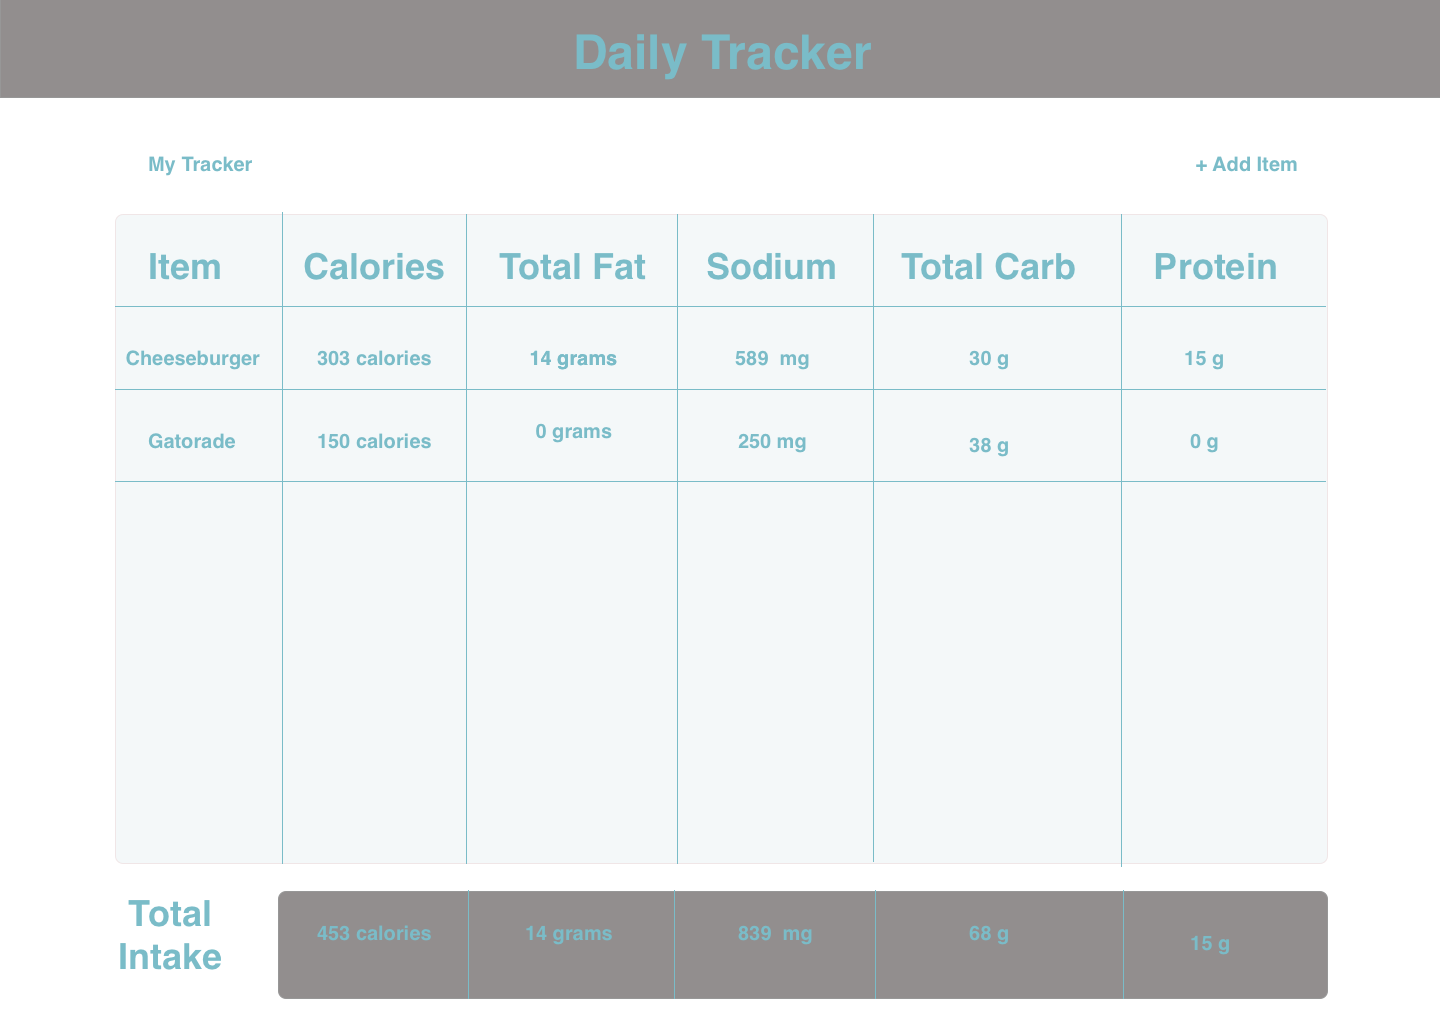 Daily Tracker
My Tracker + Add Item
Item Calories Total Fat Sodium Total Carb Protein
Cheeseburger 303 calories 14 grams 589  mg 30 g 15 g
Gatorade 150 calories 0 grams 250 mg 38 g 0 g
Total
Intake
453 calories 14 grams 839  mg 68 g 15 g